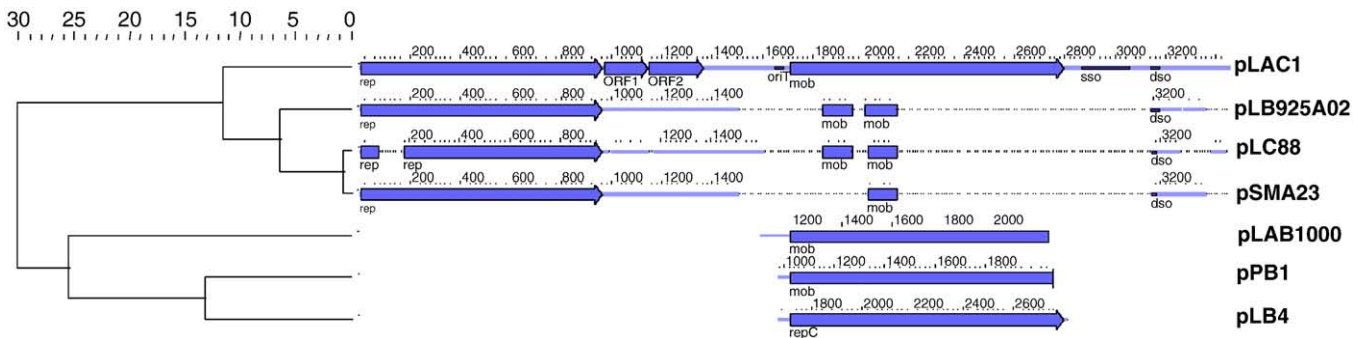 30 25 20 15 10 5 0
200 400 600 800 1000 1200 1400 1600 1800 2000 2200 2400 2600 2800 3000 3200
rep ORF1 ORF2 oriT mob sso dso pLAC1
200 400 600 800 1000 1200 1400 3200
rep mob mob dso pLB925A02
200 400 600 800 1200 1400 3200
rep rep mob mob dso pLC88
200 400 600 800 1000 1200 1400 3200
rep mob dso pSMA23
1200 1400 1600 1800 2000
mob pLAB1000
1000 1200 1400 1600 1800
mob pPB1
1800 2000 2200 2400 2600
repC pLB4